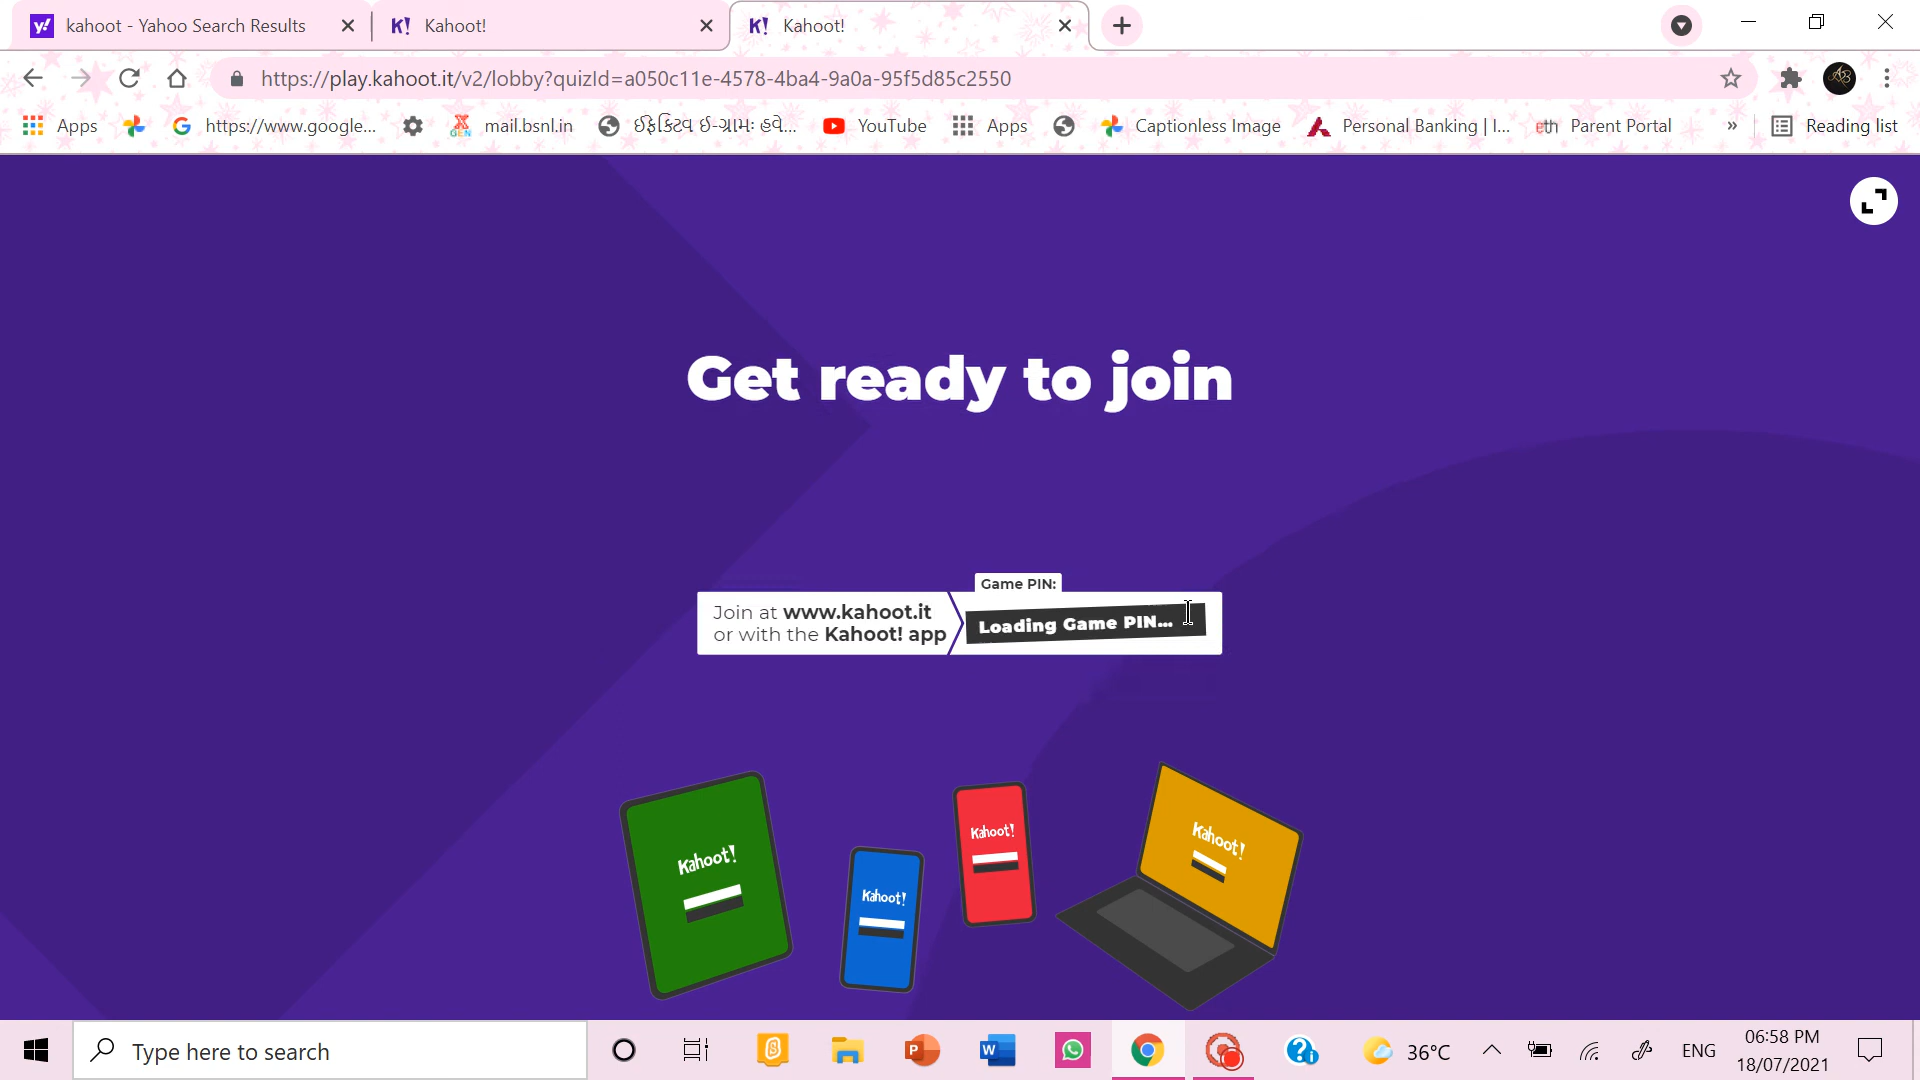 kahoot - Yahoo Search Results
Kahoot!
Kahoot!
https://play.kahoot.it/v2/lobby?quizId=a050c11e-4578-4ba4-9a0a-95f5d85c2550
Apps
https://www.google...
mail.bsnl.in
ઈફેક્ટિવ ઈ-ગ્રામઃ હવે...
YouTube
Apps
Captionless Image
Personal Banking | I...
eth Parent Portal
»
Reading list
Get ready to join
Game PIN:
Join at www.kahoot.it
or with the Kahoot! app
Loading Game PIN...
Kahoot!
Kahoot!
Kahoot!
Kahoot!
Type here to search
36°C
ENG
06:58 PM
18/07/2021